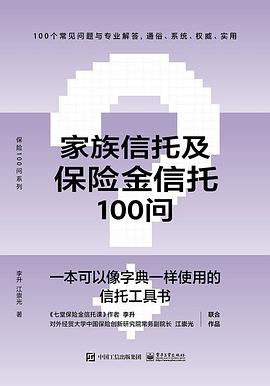 100个常见问题与专业解答,通俗、系统、权威、实用
保险100问系列
家族信托及
保险金信托
100问
李升 江崇光 著
一本可以像字典一样使用的
信托工具书
《七堂保险金信托课》作者 李升
对外经贸大学中国保险创新研究院常务副院长 江崇光
联合
作品
中国工信出版集团
电子工业出版社